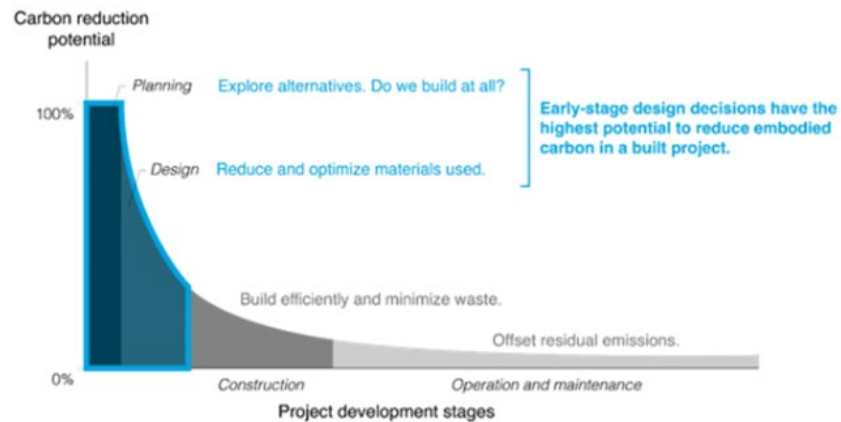 Carbon reduction
potential
Planning
Explore alternatives. Do we build at all?
100%
Early-stage design decisions have the
highest potential to reduce embodied
carbon in a built project.
Design
Reduce and optimize materials used.
Build efficiently and minimize waste.
Offset residual emissions.
0%
Construction
Operation and maintenance
Project development stages